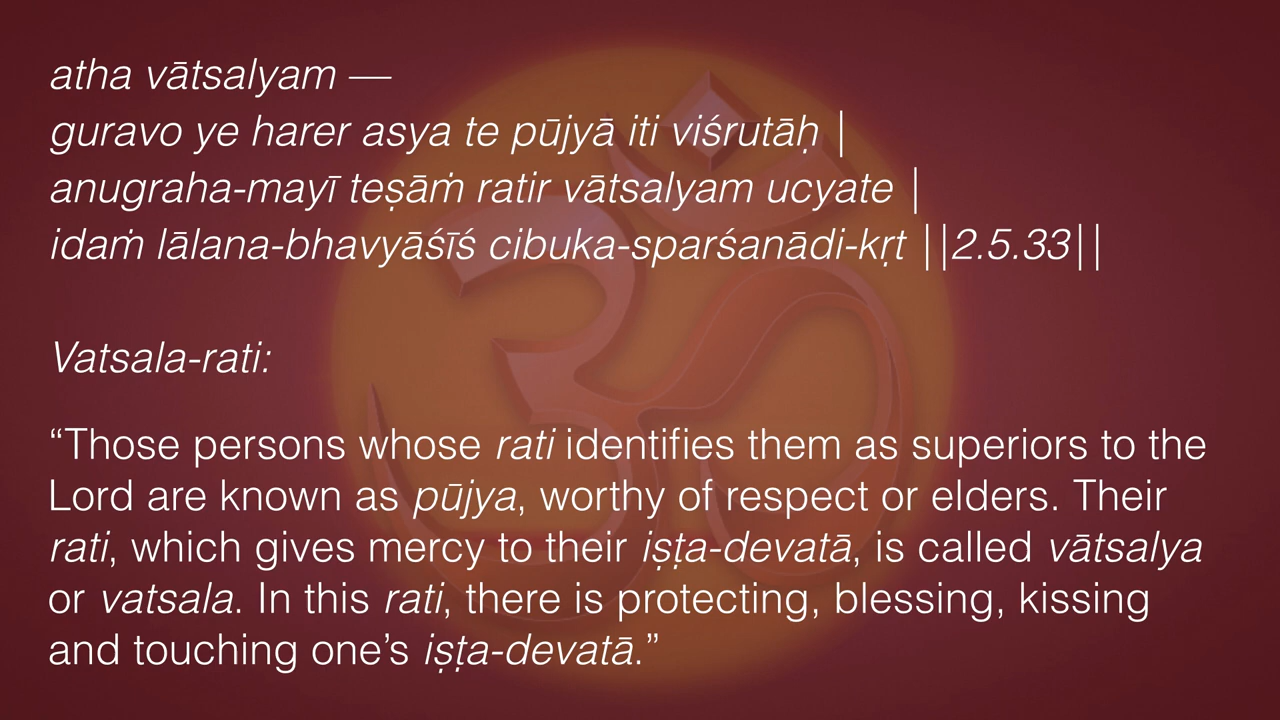 atha vātsalyam —
guravo ye harer asya te pūjyā iti viśrutāḥ |
anugraha-mayī teṣāṁ ratir vātsalyam ucyate |
idaṁ lālana-bhavyāśīś cibuka-sparśanādi-kṛt ||2.5.33||
Vatsala-rati:
“Those persons whose rati identifies them as superiors to the
Lord are known as pūjya, worthy of respect or elders. Their
rati, which gives mercy to their iṣṭa-devatā, is called vātsalya
or vatsala. In this rati, there is protecting, blessing, kissing
and touching one’s iṣṭa-devatā.”